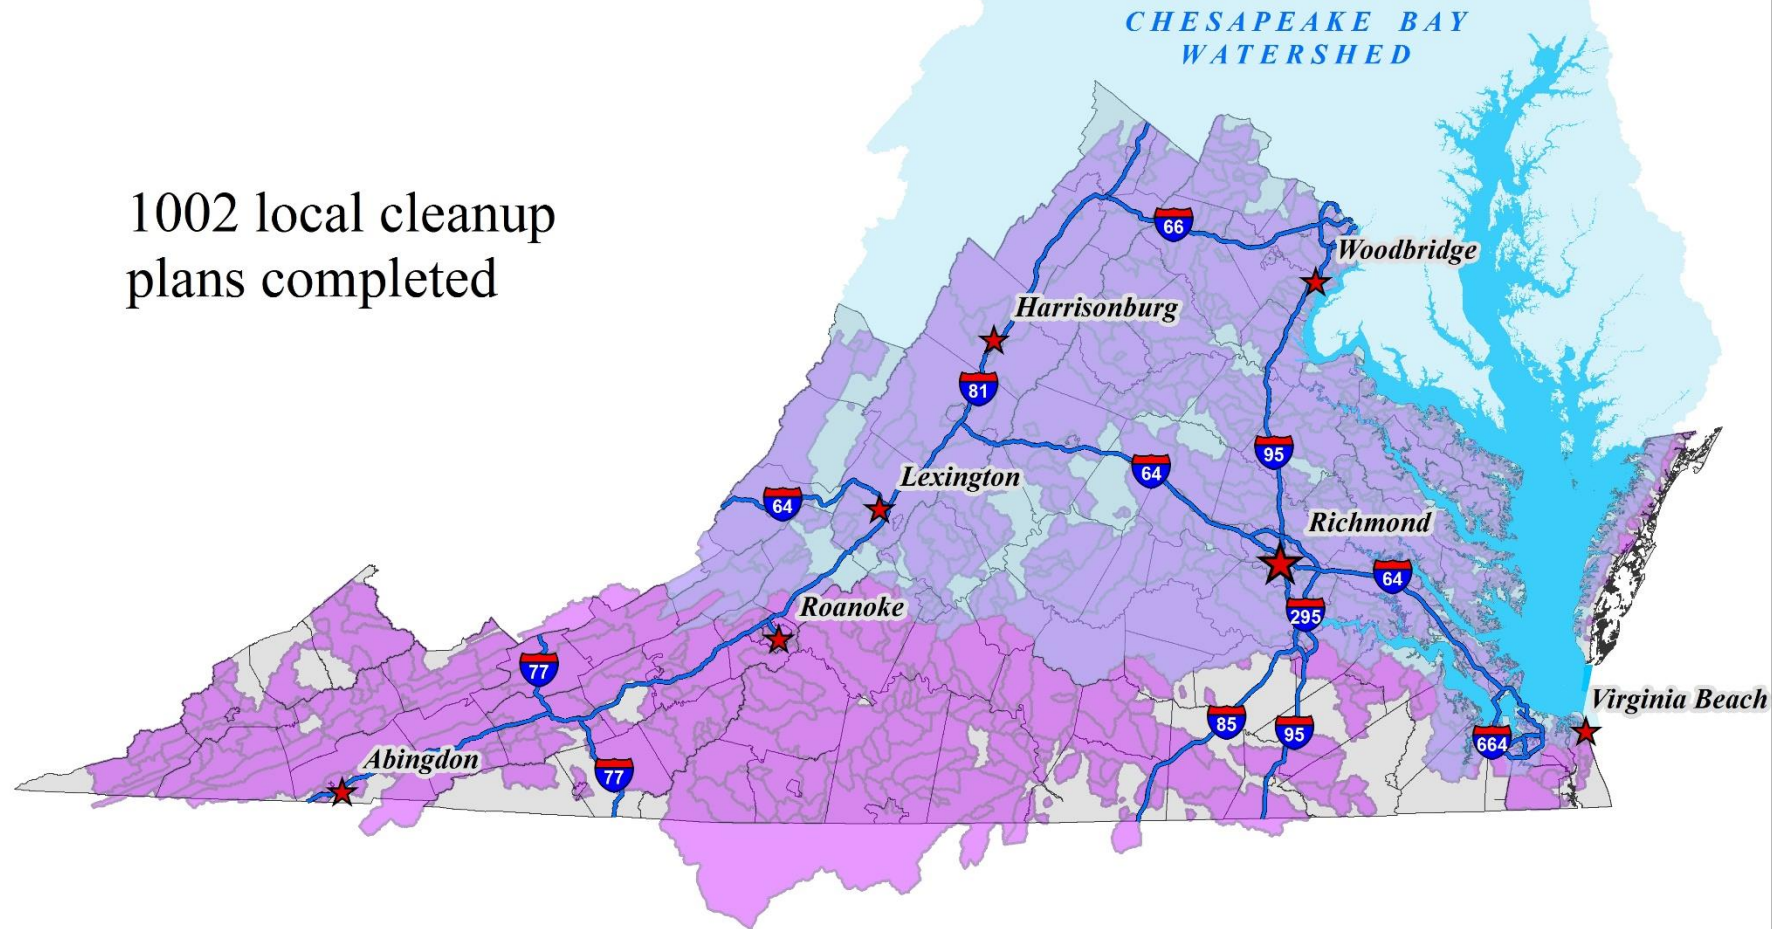 CHESAPEAKE BAY
WATERSHED
1002 local cleanup
plans completed
66
Woodbridge
Harrisonburg
81
95
64
Lexington
64
Richmond
64
295
Roanoke
77
Virginia Beach
85
95
664
Abingdon
77